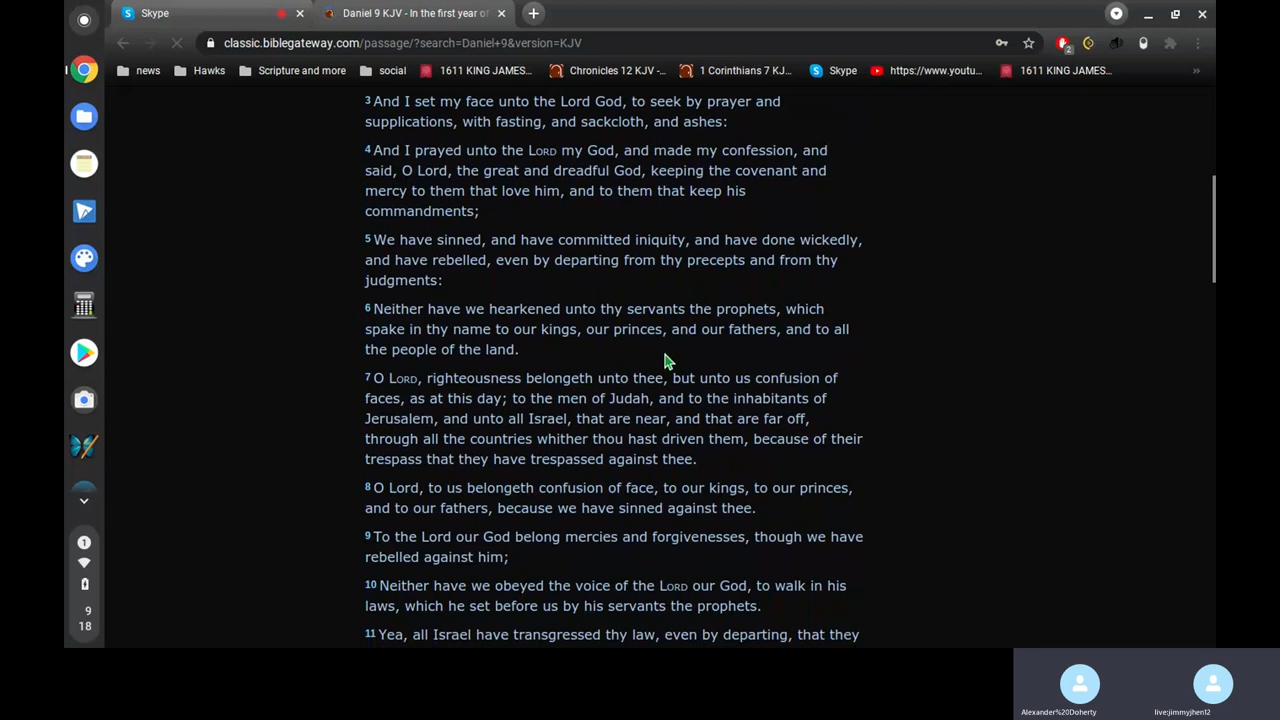 Skype
Daniel 9 KJV - In the first year of
classic.biblegateway.com/passage/?search=Daniel+9&version=KJV
2
news
Hawks
Scripture and more
social
1611 KING JAMES...
Chronicles 12 KJV -...
1 Corinthians 7 KJ...
Skype
https://www.youtu...
1611 KING JAMES...
3 And I set my face unto the Lord God, to seek by prayer and
supplications, with fasting, and sackcloth, and ashes:
4 And I prayed unto the LORD my God, and made my confession, and
said, O Lord, the great and dreadful God, keeping the covenant and
mercy to them that love him, and to them that keep his
commandments;
5 We have sinned, and have committed iniquity, and have done wickedly,
and have rebelled, even by departing from thy precepts and from thy
judgments:
6 Neither have we hearkened unto thy servants the prophets, which
spake in thy name to our kings, our princes, and our fathers, and to all
the people of the land.
7 O LORD, righteousness belongeth unto thee, but unto us confusion of
faces, as at this day; to the men of Judah, and to the inhabitants of
Jerusalem, and unto all Israel, that are near, and that are far off,
through all the countries whither thou hast driven them, because of their
trespass that they have trespassed against thee.
8 O Lord, to us belongeth confusion of face, to our kings, to our princes,
and to our fathers, because we have sinned against thee.
9 To the Lord our God belong mercies and forgivenesses, though we have
rebelled against him;
10 Neither have we obeyed the voice of the LORD our God, to walk in his
laws, which he set before us by his servants the prophets.
11 Yea, all Israel have transgressed thy law, even by departing, that they
1
9
18
Alexander%20Doherty
live:jimmyjhen12